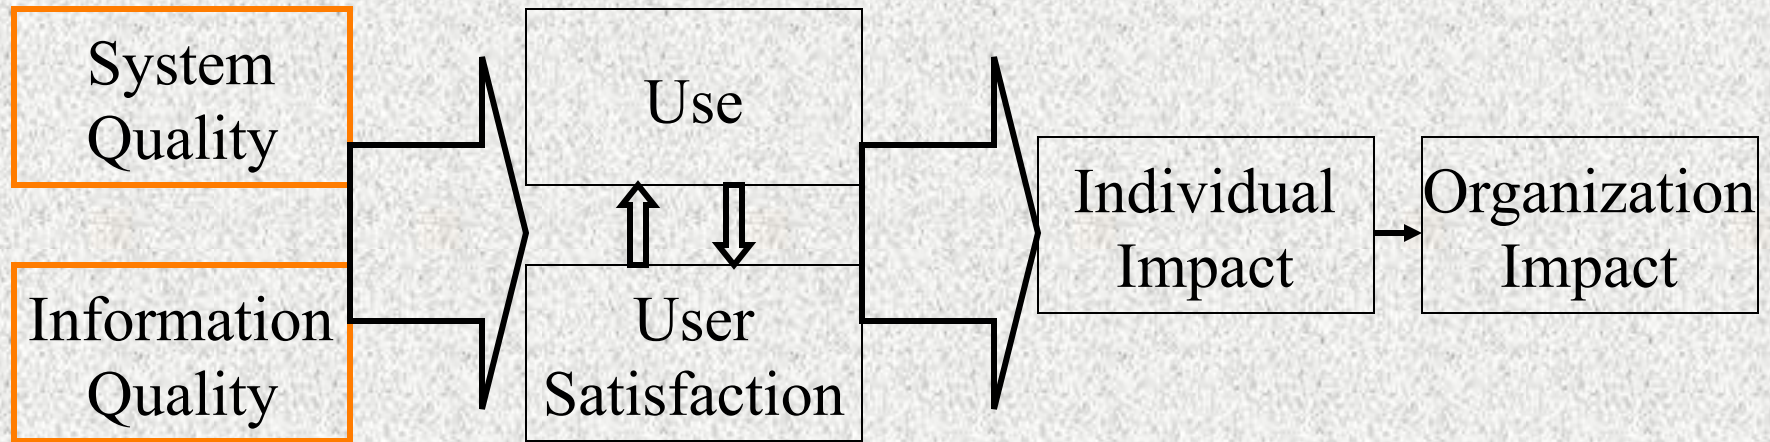 System
Quality
Information
Quality
Use
User
Satisfaction
Individual
Impact
Organization
Impact